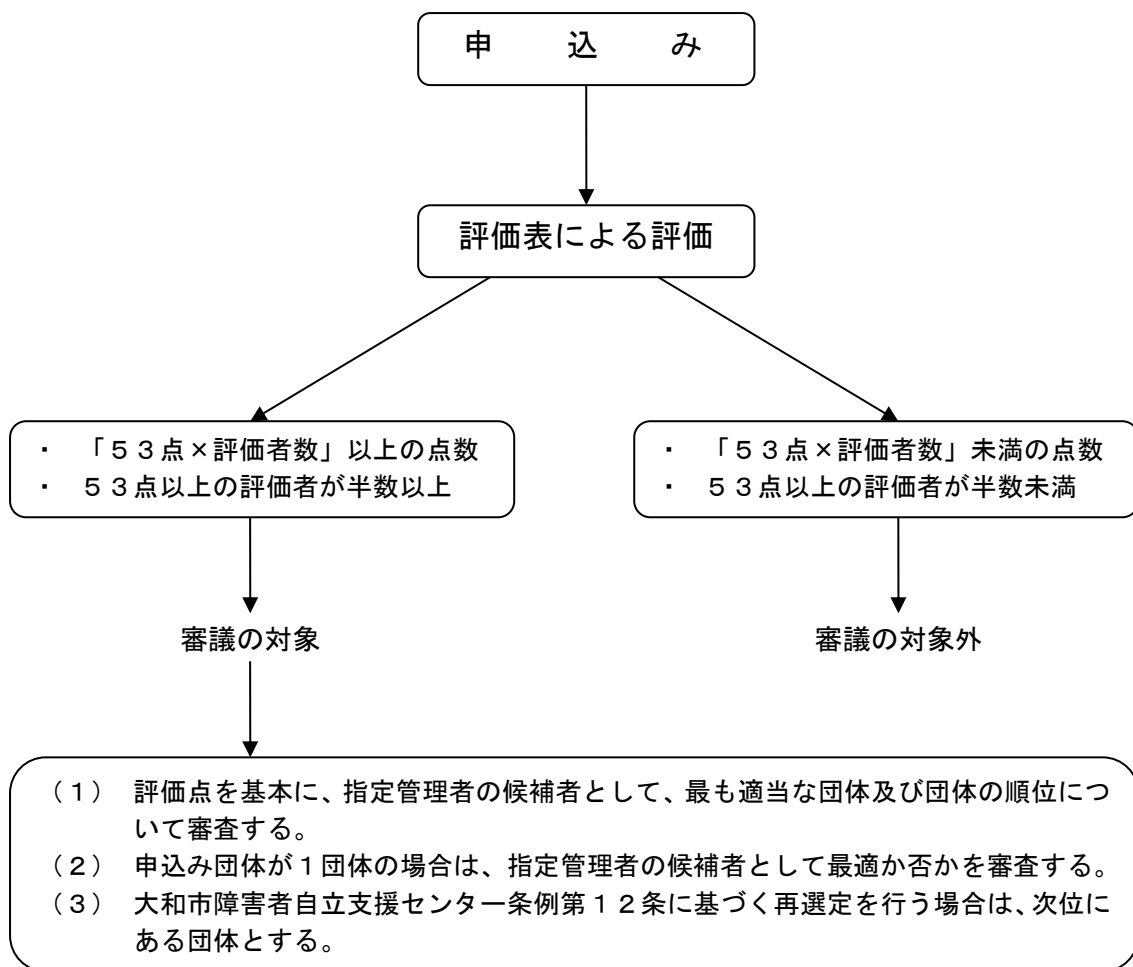 申　込　み
評価表による評価
・　「５３点×評価者数」以上の点数
・　５３点以上の評価者が半数以上
・　「５３点×評価者数」未満の点数
・　５３点以上の評価者が半数未満
審議の対象
審議の対象外
（１）　評価点を基本に、指定管理者の候補者として、最も適当な団体及び団体の順位につ
いて審査する。
（２）　申込み団体が１団体の場合は、指定管理者の候補者として最適か否かを審査する。
（３）　大和市障害者自立支援センター条例第１２条に基づく再選定を行う場合は、次位に
ある団体とする。